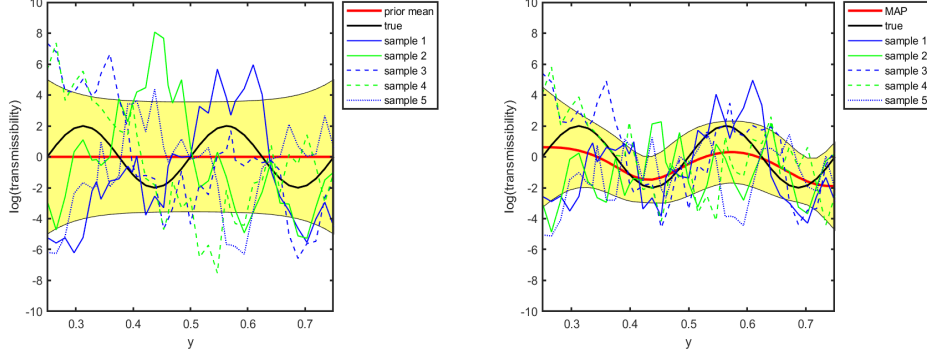 10
8
6
4
2
0
-2
-4
-6
-8
-10
log(transmissibility)
0.3 0.4 0.5 0.6 0.7
y
prior mean
true
sample 1
sample 2
sample 3
sample 4
sample 5
10
8
6
4
2
0
-2
-4
-6
-8
-10
log(transmissibility)
0.3 0.4 0.5 0.6 0.7
y
MAP
true
sample 1
sample 2
sample 3
sample 4
sample 5